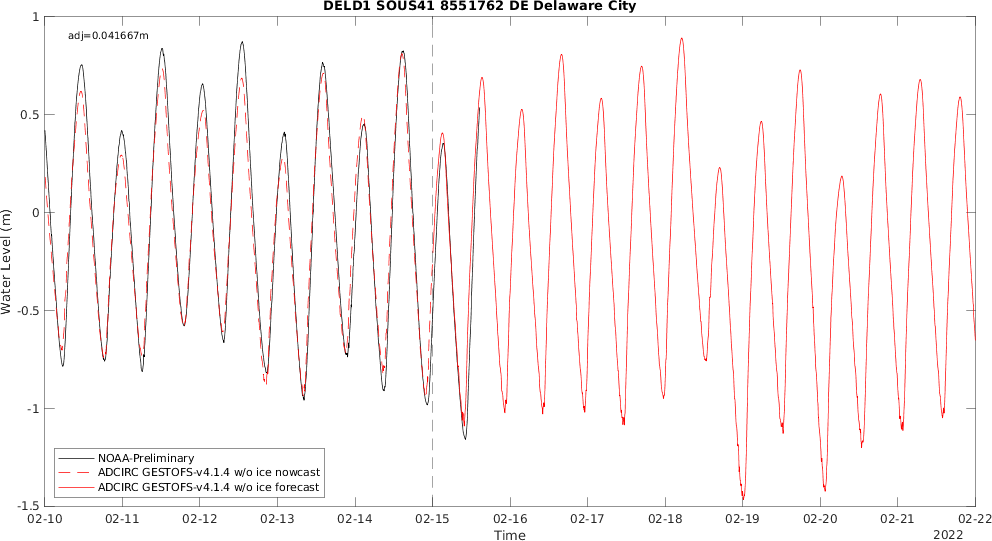 DELD1 SOUS41 8551762 DE Delaware City
adj=0.041667m
Water Level (m)
1
0.5
0
-0.5
-1
-1.5
NOAA-Preliminary
ADCIRC GESTOFS-v4.1.4 w/o ice nowcast
ADCIRC GESTOFS-v4.1.4 w/o ice forecast
02-10 02-11 02-12 02-13 02-14 02-15 02-16 02-17 02-18 02-19 02-20 02-21 02-22
Time
2022